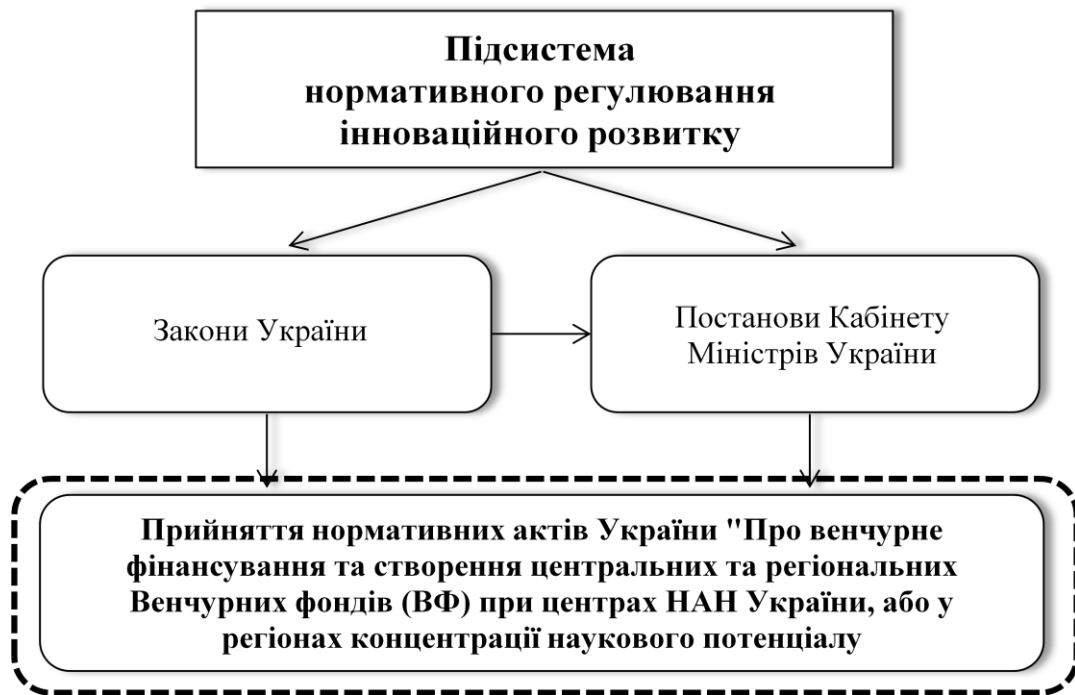 Підсистема
нормативного регулювання
інноваційного розвитку
Закони України
Постанови Кабінету
Міністрів України
Прийняття нормативних актів України "Про венчурне
фінансування та створення центральних та регіональних
Венчурних фондів (ВФ) при центрах НАН України, або у
регіонах концентрації наукового потенціалу